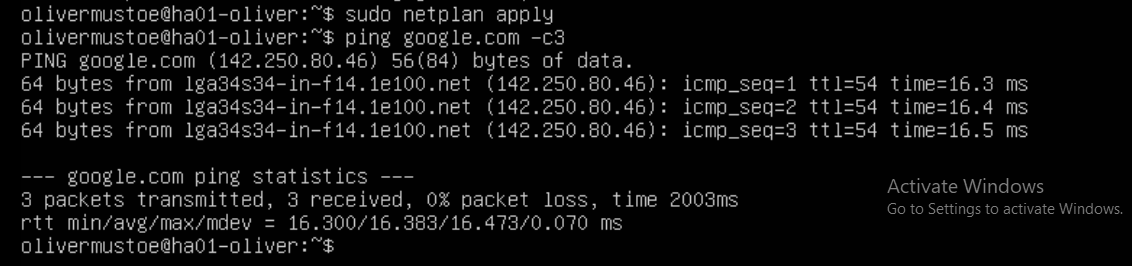 olivermustoe@ha01-oliver:~$ sudo netplan apply
olivermustoe@ha01-oliver:~$ ping google.com -c3
PING google.com (142.250.80.46) 56(84) bytes of data.
64 bytes from lga34s34-in-f14.1e100.net (142.250.80.46): icmp_seq=1 ttl=54 time=16.3 ms
64 bytes from lga34s34-in-f14.1e100.net (142.250.80.46): icmp_seq=2 ttl=54 time=16.4 ms
64 bytes from lga34s34-in-f14.1e100.net (142.250.80.46): icmp_seq=3 ttl=54 time=16.5 ms
--- google.com ping statistics ---
3 packets transmitted, 3 received, 0% packet loss, time 2003ms
rtt min/avg/max/mdev = 16.300/16.383/16.473/0.070 ms
olivermustoe@ha01-oliver:~$
Activate Windows
Go to Settings to activate Windows.